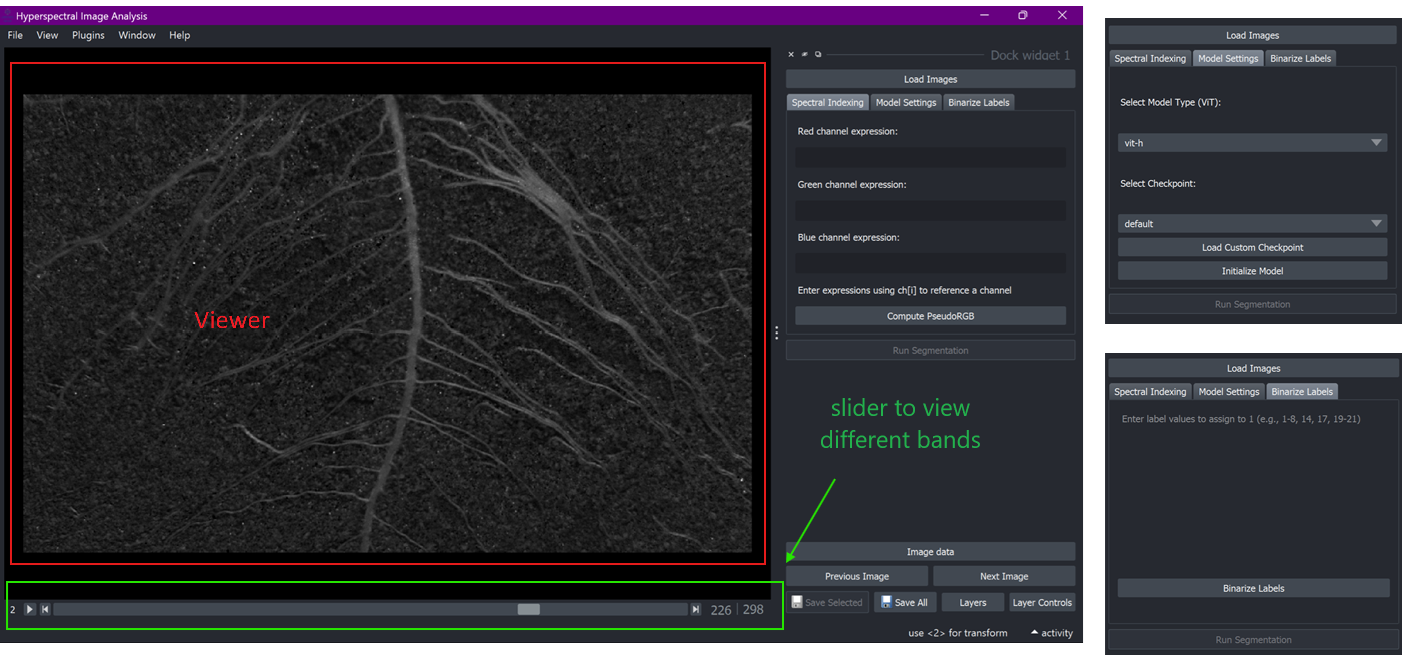 Hyperspectral Image Analysis
File View Plugins Window Help
Dock widget 1
Load Images
Spectral Indexing Model Settings Binarize Labels
Red channel expression:
Green channel expression:
Blue channel expression:
Enter expressions using ch[i] to reference a channel
Compute PseudoRGB
Run Segmentation
Viewer
slider to view
different bands
Image data
Previous Image Next Image
Save Selected Save All Layers Layer Controls
2 226 298
use <2> for transform activity
Load Images
Spectral Indexing Model Settings Binarize Labels
Select Model Type (ViT):
vit-h
Select Checkpoint:
default
Load Custom Checkpoint
Initialize Model
Run Segmentation
Load Images
Spectral Indexing Model Settings Binarize Labels
Enter label values to assign to 1 (e.g., 1-8, 14, 17, 19-21)
Binarize Labels
Run Segmentation